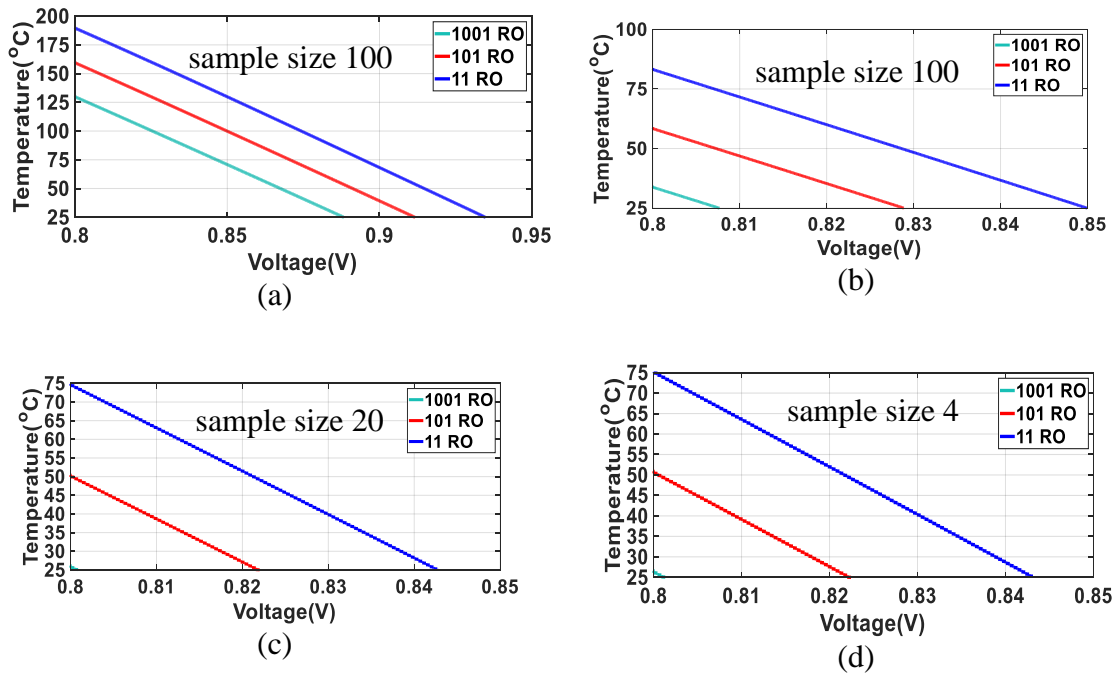 200
175
150
125
100
75
50
25
Temperature(°C)
sample size 100
1001 RO
101 RO
11 RO
0.8
0.85
0.9
0.95
Voltage(V)
(a)
100
75
50
25
Temperature(°C)
sample size 100
1001 RO
101 RO
11 RO
0.8
0.81
0.82
0.83
0.84
0.85
Voltage(V)
(b)
75
70
65
60
55
50
45
40
35
30
25
Temperature(°C)
sample size 20
1001 RO
101 RO
11 RO
0.8
0.81
0.82
0.83
0.84
0.85
Voltage(V)
(c)
75
70
65
60
55
50
45
40
35
30
25
Temperature(°C)
sample size 4
1001 RO
101 RO
11 RO
0.8
0.81
0.82
0.83
0.84
0.85
Voltage(V)
(d)